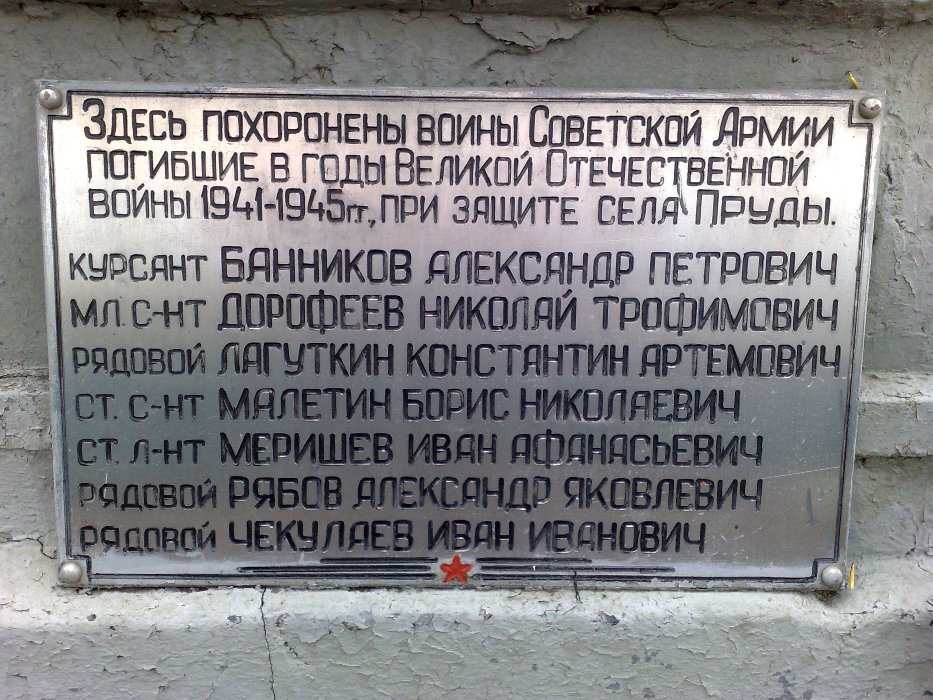 Здесь похоронены воины Советской Армии
погибшие в годы Великой Отечественной
войны 1941-1945гг., при защите села Пруды.
курсант БАННИКОВ АЛЕКСАНДР ПЕТРОВИЧ
мл. с-нт ДОРОФЕЕВ НИКОЛАЙ ТРОФИМОВИЧ
рядовой ЛАГУТКИН КОНСТАНТИН АРТЕМОВИЧ
ст. с-нт МАЛЕТИН БОРИС НИКОЛАЕВИЧ
ст. л-нт МЕРИШЕВ ИВАН АФАНАСЬЕВИЧ
рядовой РЯБОВ АЛЕКСАНДР ЯКОВЛЕВИЧ
рядовой ЧЕКУЛАЕВ ИВАН ИВАНОВИЧ